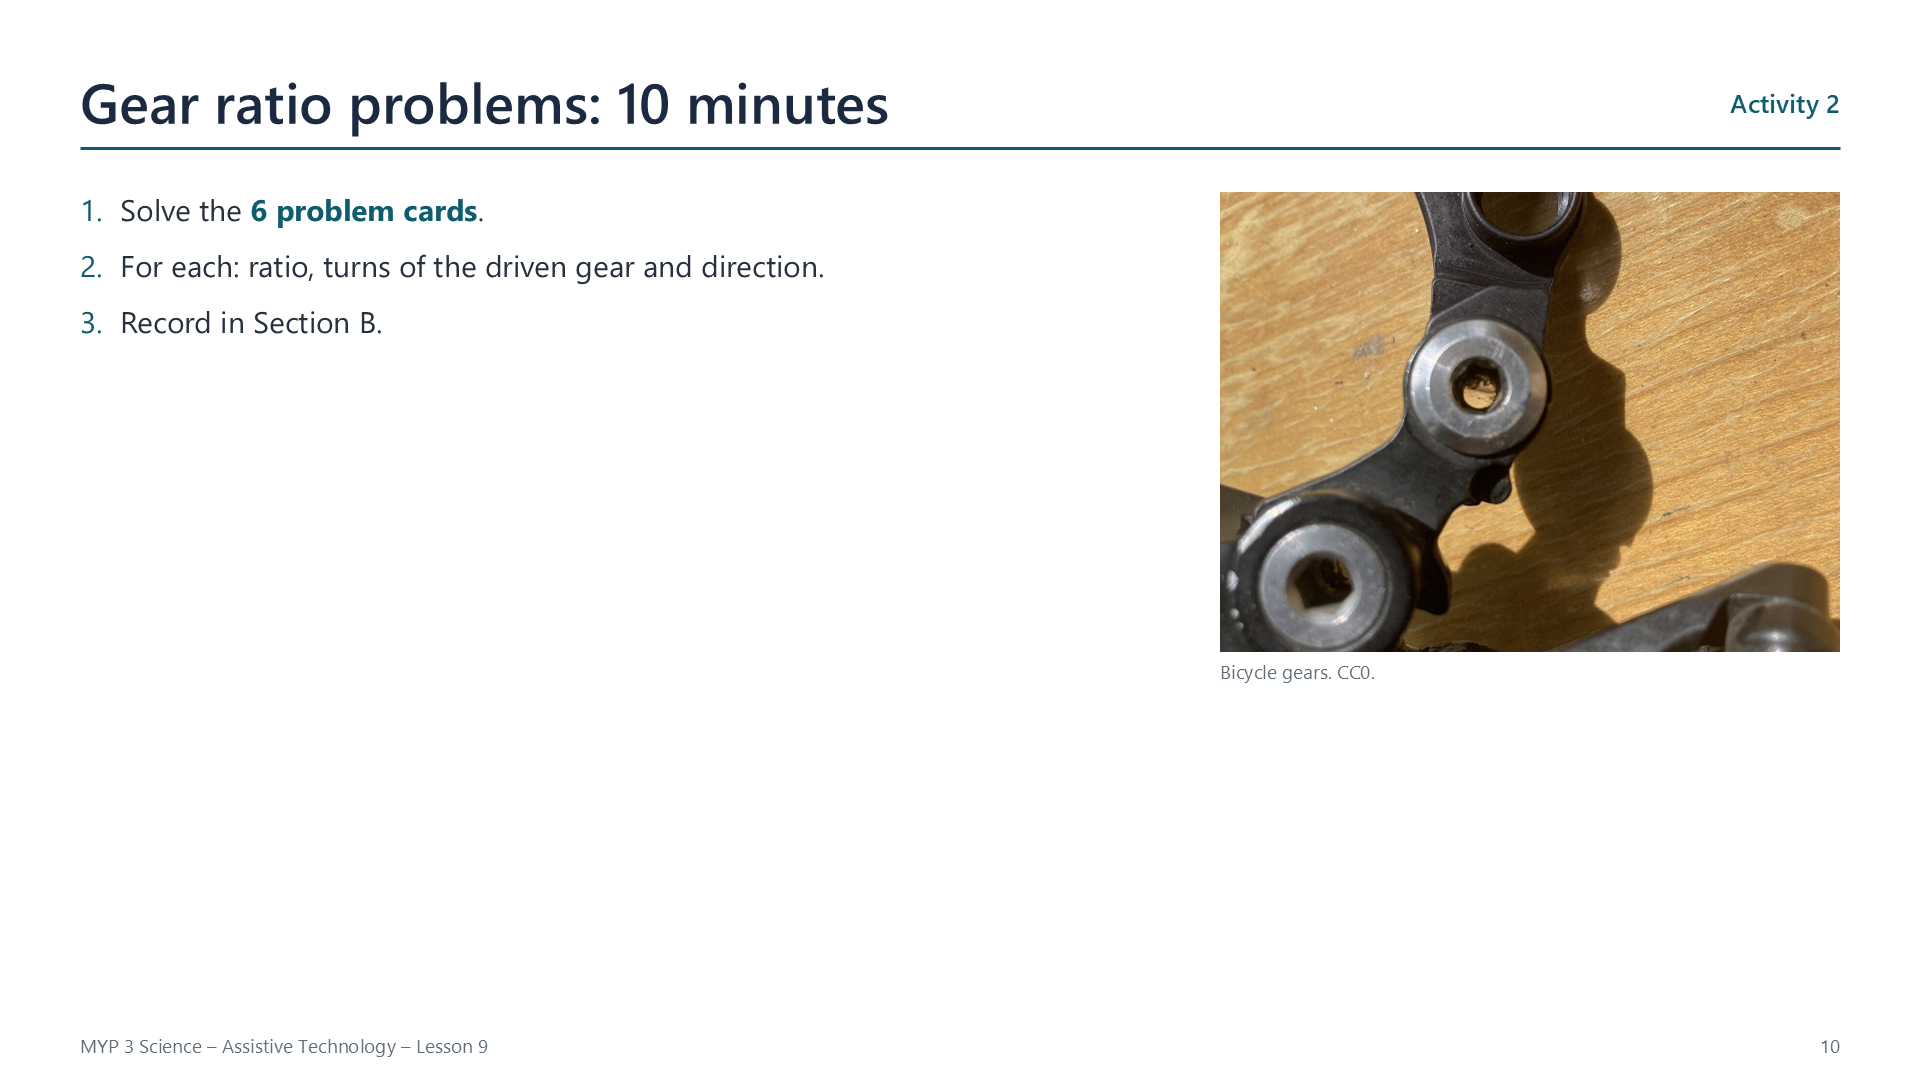 Gear ratio problems: 10 minutes
Activity 2
1. Solve the 6 problem cards.
2. For each: ratio, turns of the driven gear and direction.
3. Record in Section B.
Bicycle gears. CC0.
MYP 3 Science – Assistive Technology – Lesson 9
10